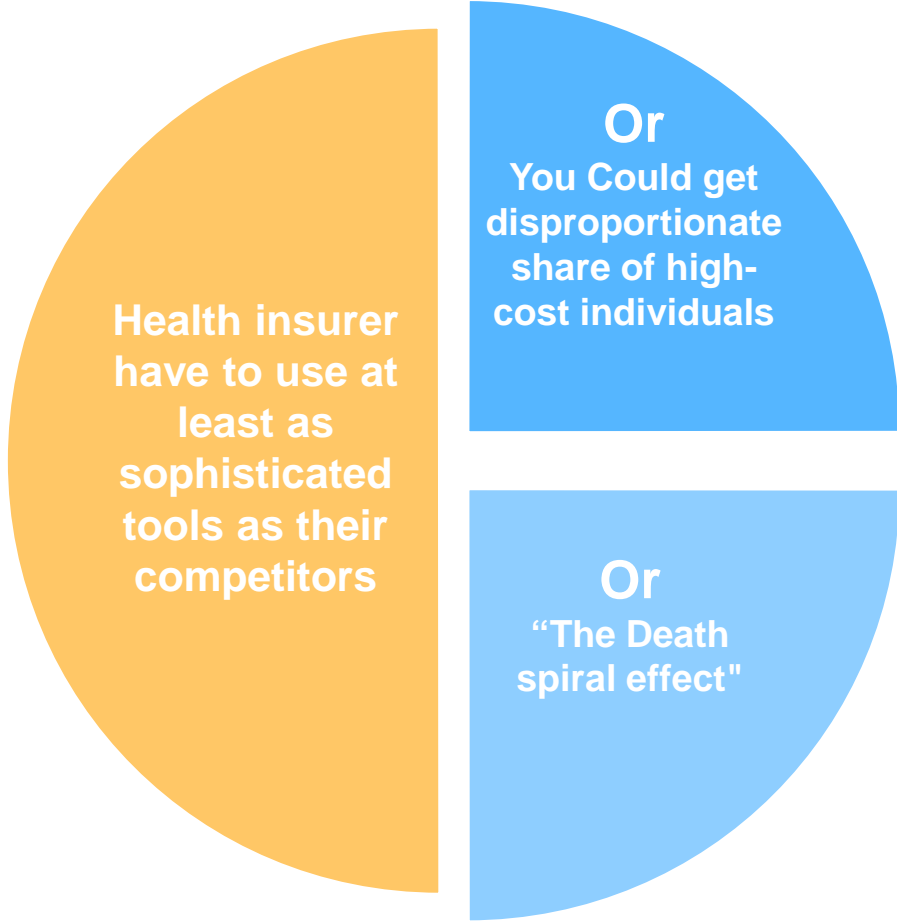 Health insurer
have to use at
least as
sophisticated
tools as their
competitors
Or
You Could get
disproportionate
share of high-
cost individuals
Or
“The Death
spiral effect"